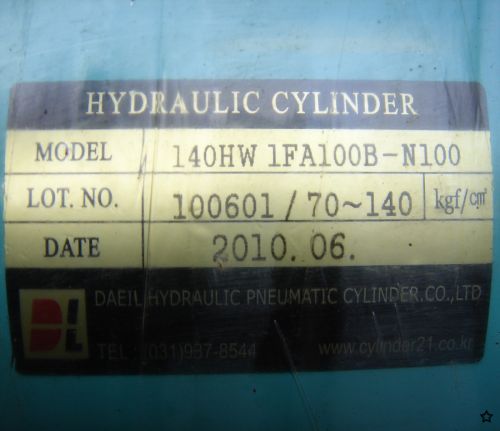 HYDRAULIC CYLINDER
MODEL 140HW 1FA100B-N100
LOT. NO. 100601 / 70~140 kgf/㎠
DATE 2010. 06.
DAEIL HYDRAULIC PNEUMATIC CYLINDER.CO.,LTD
TEL : (031)937-8544 www.cylinder21.co.kr